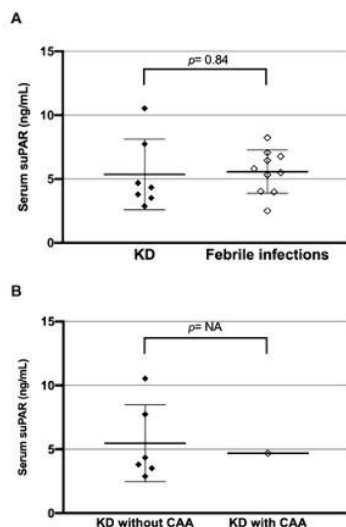 A
p= 0.84
15
10
5
0
Serum suPAR (ng/mL)
KD Febrile infections
B
p= NA
15
10
5
0
Serum suPAR (ng/mL)
KD without CAA KD with CAA